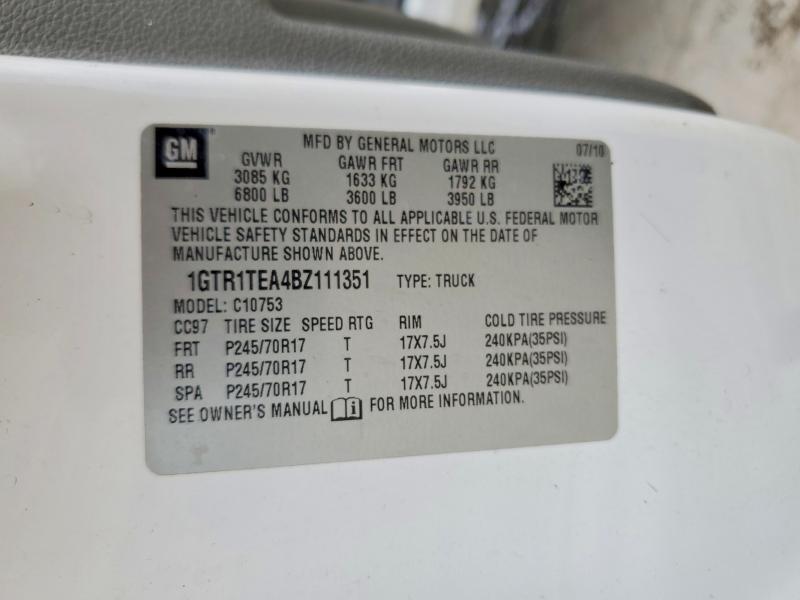 GM
MFD BY GENERAL MOTORS LLC 07/10
GVWR GAWR FRT GAWR RR
3085 KG 1633 KG 1792 KG
6800 LB 3600 LB 3950 LB
THIS VEHICLE CONFORMS TO ALL APPLICABLE U.S. FEDERAL MOTOR
VEHICLE SAFETY STANDARDS IN EFFECT ON THE DATE OF
MANUFACTURE SHOWN ABOVE.
1GTR1TEA4BZ111351 TYPE: TRUCK
MODEL: C10753
CC97 TIRE SIZE SPEED RTG RIM COLD TIRE PRESSURE
FRT P245/70R17 T 17X7.5J 240KPA(35PSI)
RR P245/70R17 T 17X7.5J 240KPA(35PSI)
SPA P245/70R17 T 17X7.5J 240KPA(35PSI)
SEE OWNER'S MANUAL i FOR MORE INFORMATION.